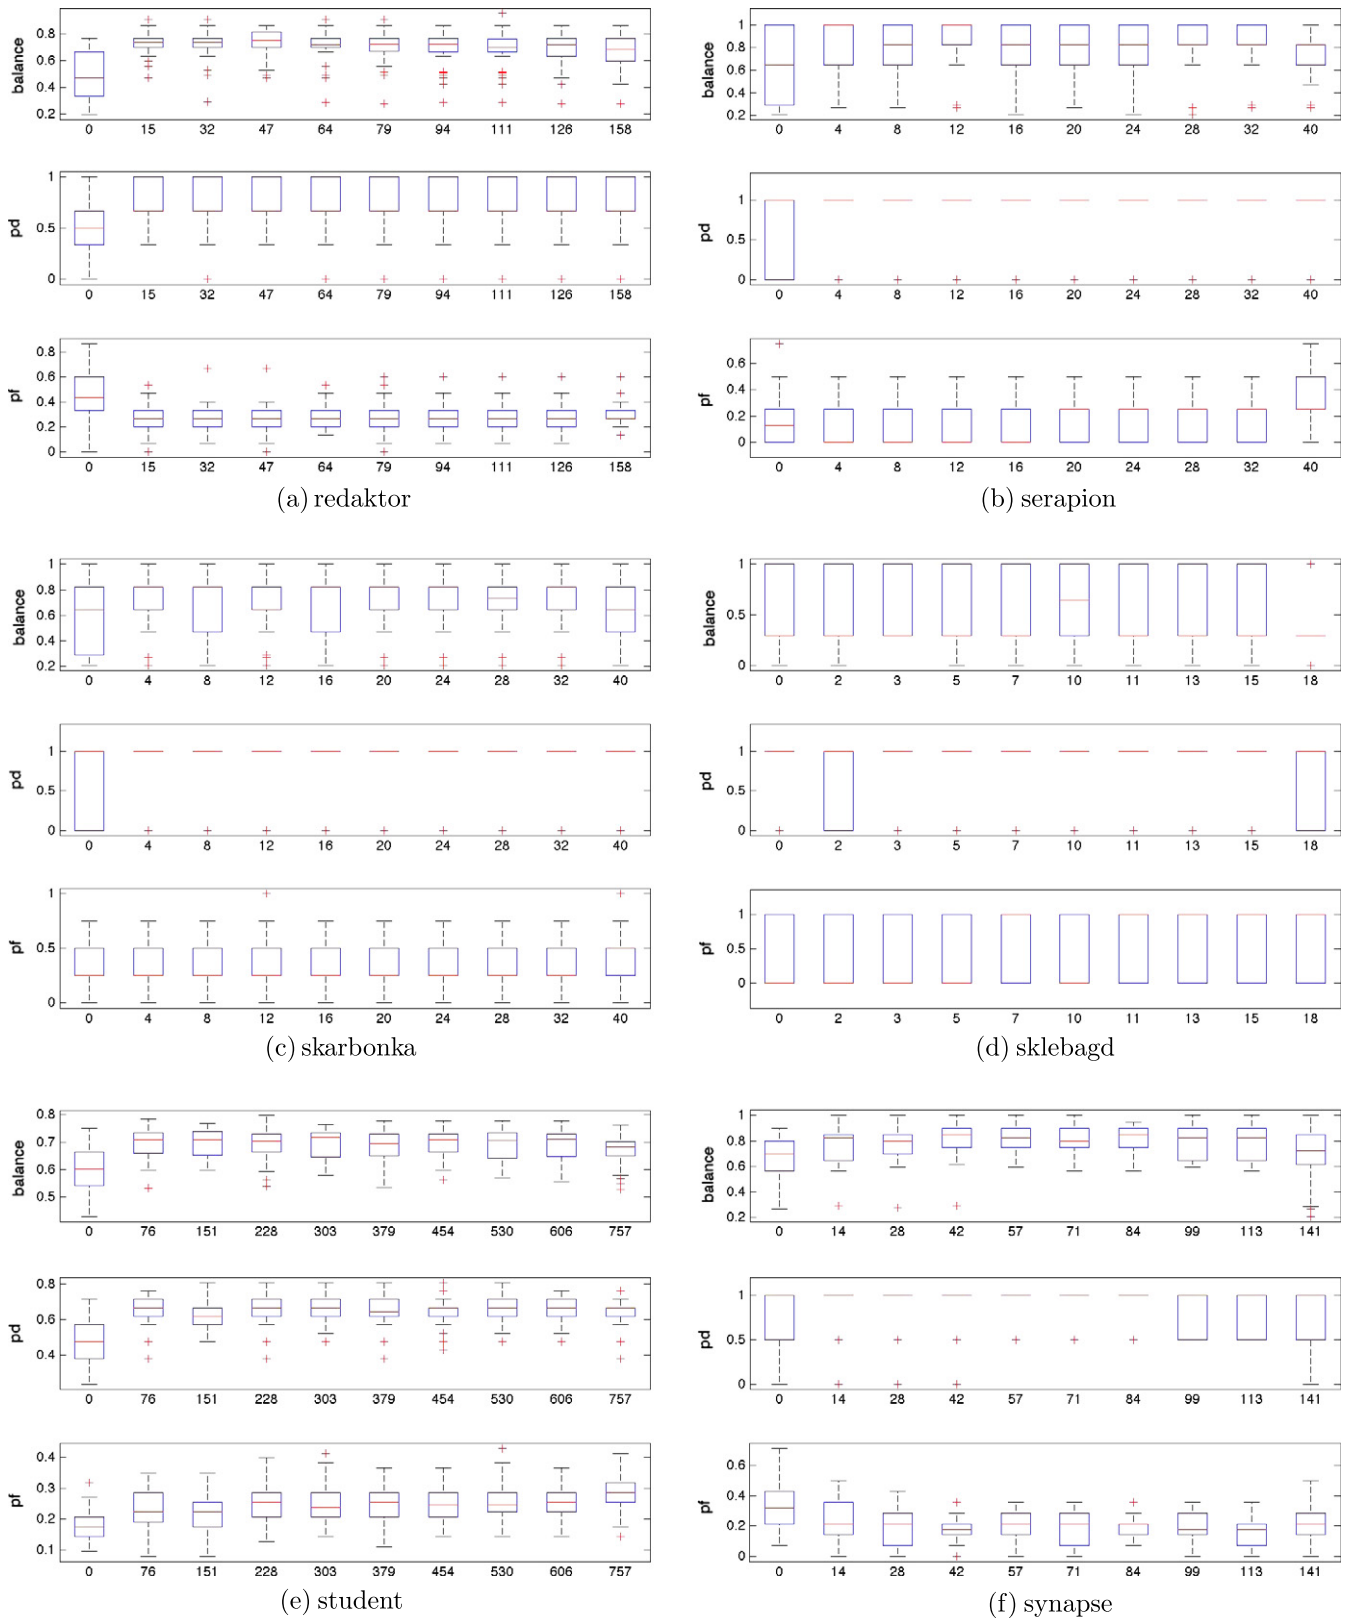 balance
0.8
0.6
0.4
0.2
0 15 32 47 64 79 94 111 126 158
pd
1
0.5
0
0 15 32 47 64 79 94 111 126 158
pf
0.8
0.6
0.4
0.2
0
0 15 32 47 64 79 94 111 126 158
(a) redaktor
balance
1
0.8
0.6
0.4
0.2
0 4 8 12 16 20 24 28 32 40
pd
1
0.5
0
0 4 8 12 16 20 24 28 32 40
pf
0.6
0.4
0.2
0
0 4 8 12 16 20 24 28 32 40
(b) serapion
balance
1
0.8
0.6
0.4
0.2
0 4 8 12 16 20 24 28 32 40
pd
1
0.5
0
0 4 8 12 16 20 24 28 32 40
pf
1
0.5
0
0 4 8 12 16 20 24 28 32 40
(c) skarbonka
balance
1
0.5
0
0 2 3 5 7 10 11 13 15 18
pd
1
0.5
0
0 2 3 5 7 10 11 13 15 18
pf
1
0.5
0
0 2 3 5 7 10 11 13 15 18
(d) sklebagd
balance
0.8
0.7
0.6
0.5
0 76 151 228 303 379 454 530 606 757
pd
0.8
0.6
0.4
0 76 151 228 303 379 454 530 606 757
pf
0.4
0.3
0.2
0.1
0 76 151 228 303 379 454 530 606 757
(e) student
balance
1
0.8
0.6
0.4
0.2
0 14 28 42 57 71 84 99 113 141
pd
1
0.5
0
0 14 28 42 57 71 84 99 113 141
pf
0.6
0.4
0.2
0
0 14 28 42 57 71 84 99 113 141
(f) synapse